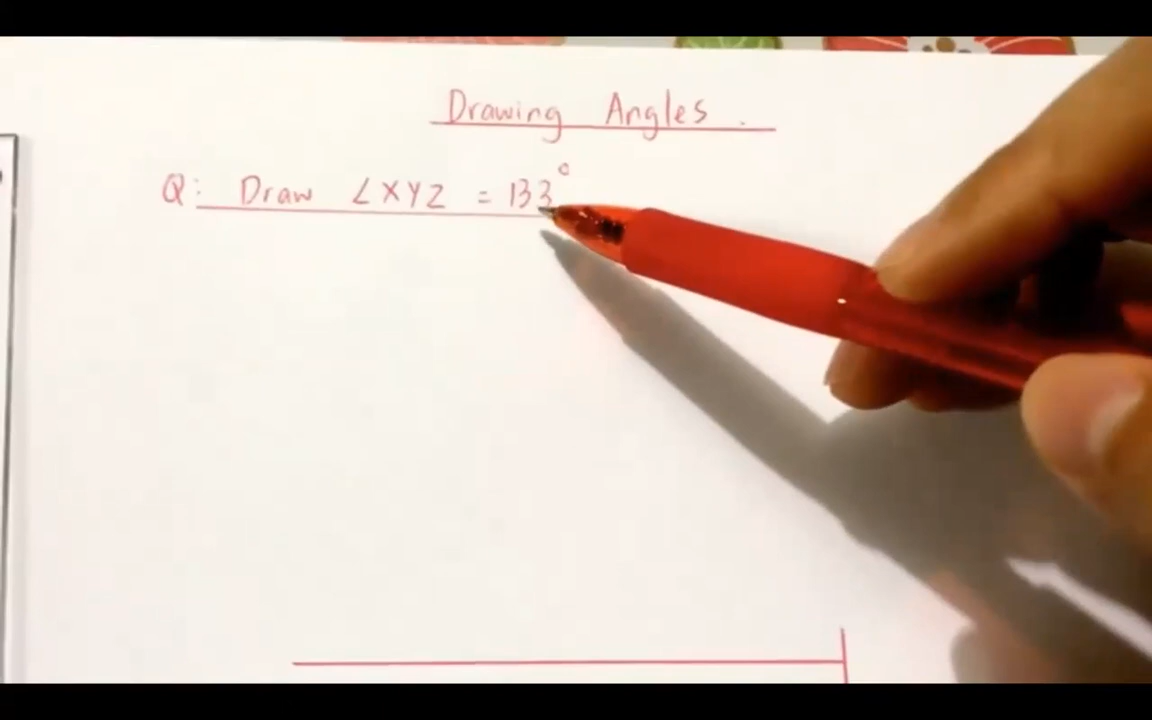 Drawing Angles.
Q: Draw ∠XYZ = 133°